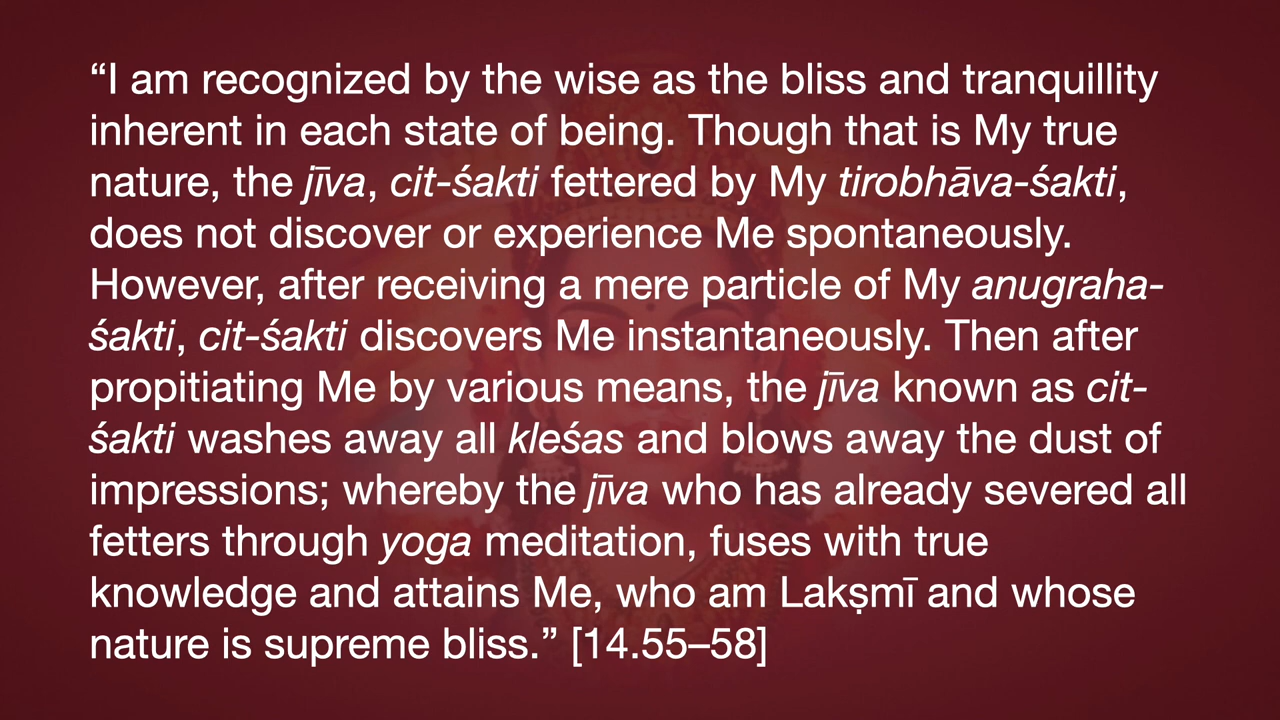 “I am recognized by the wise as the bliss and tranquillity
inherent in each state of being. Though that is My true
nature, the jīva, cit-śakti fettered by My tirobhāva-śakti,
does not discover or experience Me spontaneously.
However, after receiving a mere particle of My anugraha-
śakti, cit-śakti discovers Me instantaneously. Then after
propitiating Me by various means, the jīva known as cit-
śakti washes away all kleśas and blows away the dust of
impressions; whereby the jīva who has already severed all
fetters through yoga meditation, fuses with true
knowledge and attains Me, who am Lakṣmī and whose
nature is supreme bliss.” [14.55–58]